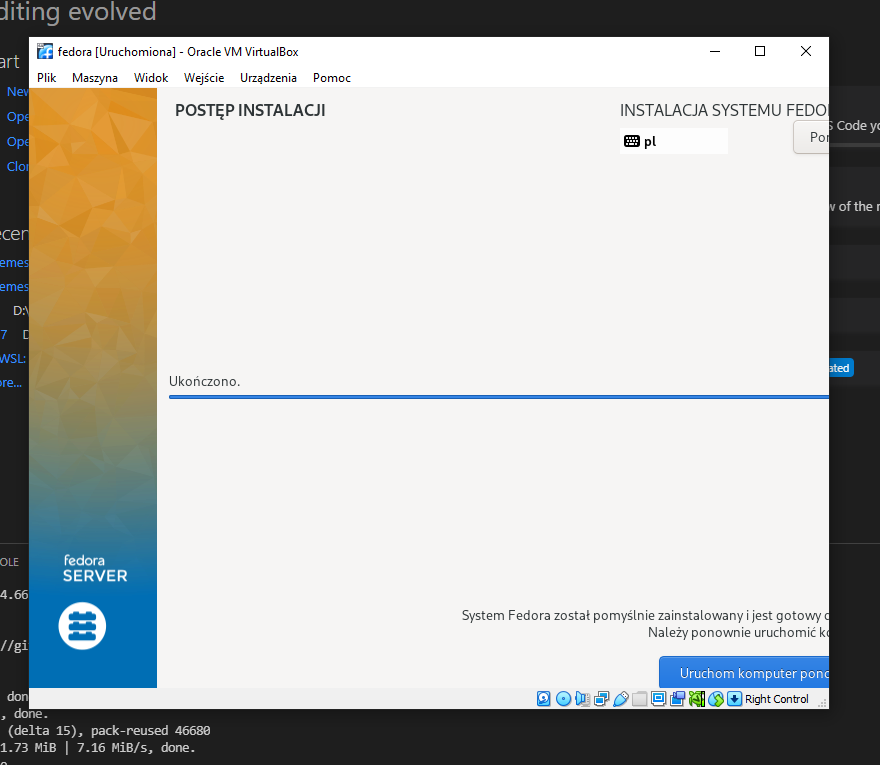 diting evolved
fedora [Uruchomiona] - Oracle VM VirtualBox
Plik Maszyna Widok Wejście Urządzenia Pomoc
art
New
Ope
Ope
Clon
ecen
emes
emes
D:\
7 D
WSL:
ore...
POSTĘP INSTALACJI
INSTALACJA SYSTEMU FEDO
pl
Po
S Code yo
w of the
ated
Ukończono.
fedora
SERVER
System Fedora został pomyślnie zainstalowany i jest gotowy
Należy ponownie uruchomić ko
Uruchom komputer pono
Right Control
OLE
4.66
//gi
don
, done.
(delta 15), pack-reused 46680
1.73 MiB | 7.16 MiB/s, done.